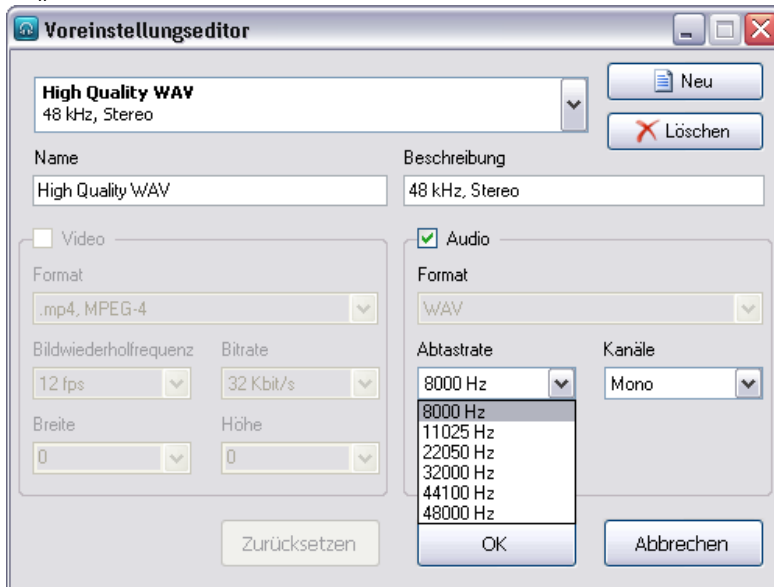 Voreinstellungseditor
High Quality WAV
48 kHz, Stereo
Neu
Löschen
Name
Beschreibung
High Quality WAV
48 kHz, Stereo
Video
Audio
Format
Format
.mp4, MPEG-4
WAV
Bildwiederholfrequenz
Bitrate
Abtastrate
Kanäle
12 fps
32 Kbit/s
8000 Hz
Mono
Breite
Höhe
0
0
8000 Hz
11025 Hz
22050 Hz
32000 Hz
44100 Hz
48000 Hz
Zurücksetzen
OK
Abbrechen